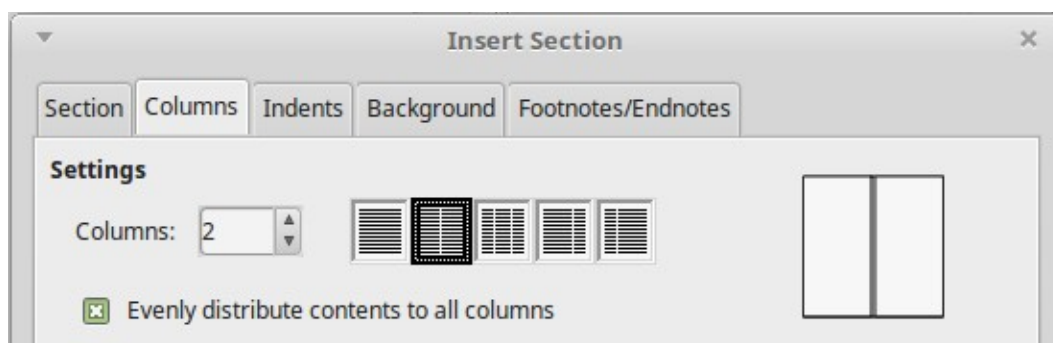 Insert Section
Section Columns Indents Background Footnotes/Endnotes
Settings
Columns: 2
Evenly distribute contents to all columns